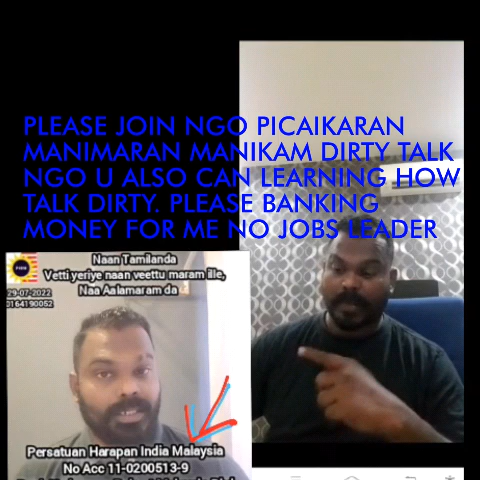 PLEASE JOIN NGO PICAIKARAN
MANIMARAN MANIKAM DIRTY TALK
NGO U ALSO CAN LEARNING HOW
TALK DIRTY. PLEASE BANKING
MONEY FOR ME NO JOBS LEADER
Naan Tamilanda
Vetti yeriye naan veettu maram ille,
Naa Aalamaram da
29-07-2022
0164190052
Persatuan Harapan India Malaysia
No Acc 11-0200513-9